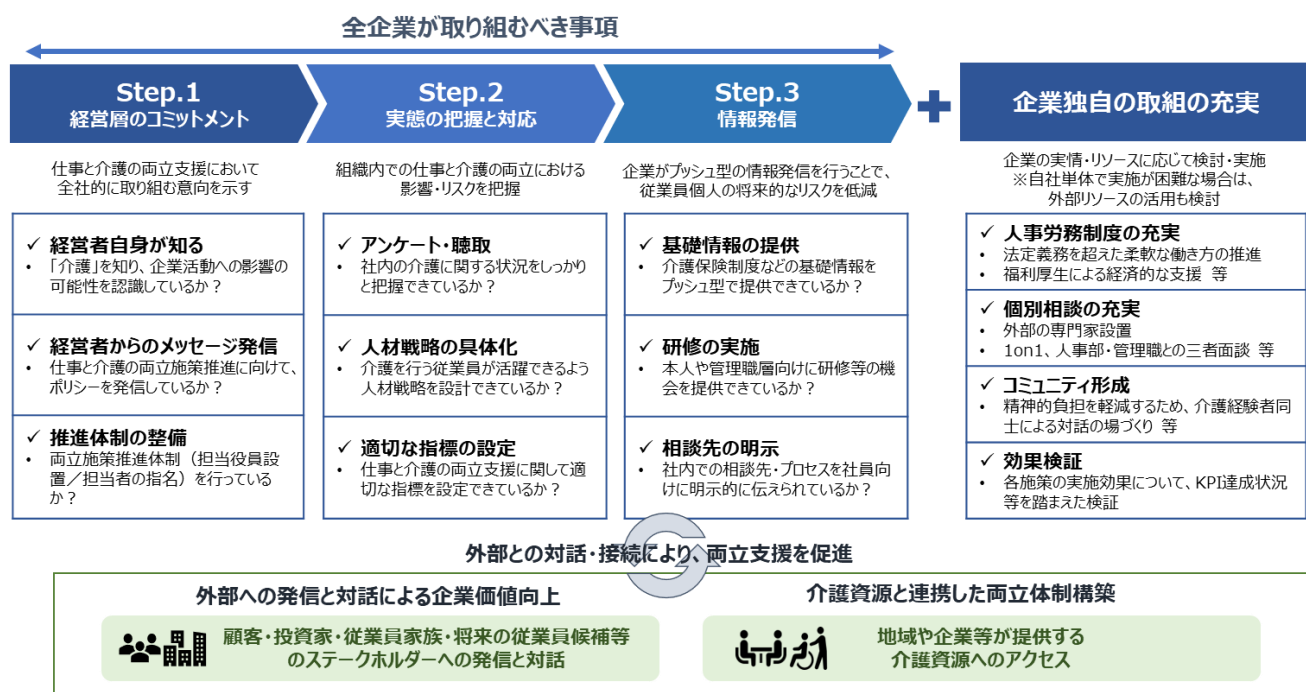 全企業が取り組むべき事項
Step.1
経営層のコミットメント
Step.2
実態の把握と対応
Step.3
情報発信
企業独自の取組の充実
仕事と介護の両立支援において
全社的に取り組む意向を示す
組織内での仕事と介護の両立における
影響・リスクを把握
企業がプッシュ型の情報発信を行うことで、
従業員個人の将来的なリスクを低減
企業の実情・リソースに応じて検討・実施
※自社単体で実施が困難な場合は、
外部リソースの活用も検討
✓ 経営者自身が知る
• 「介護」を知り、企業活動への影響の
可能性を認識しているか？
✓ 経営者からのメッセージ発信
• 仕事と介護の両立施策推進に向けて、
ポリシーを発信しているか？
✓ 推進体制の整備
• 両立施策推進体制（担当役員設
置／担当者の指名）を行っている
か？
✓ アンケート・聴取
• 社内の介護に関する状況をしっかり
と把握できているか？
✓ 人材戦略の具体化
• 介護を行う従業員が活躍できるよう
人材戦略を設計できているか？
✓ 適切な指標の設定
• 仕事と介護の両立支援に関して適
切な指標を設定できているか？
✓ 基礎情報の提供
• 介護保険制度などの基礎情報を
プッシュ型で提供できているか？
✓ 研修の実施
• 本人や管理職層向けに研修等の機
会を提供できているか？
✓ 相談先の明示
• 社内での相談先・プロセスを社員向
けに明示的に伝えられているか？
✓ 人事労務制度の充実
• 法定義務を超えた柔軟な働き方の推進
• 福利厚生による経済的な支援 等
✓ 個別相談の充実
• 外部の専門家設置
• 1on1、人事部・管理職との三者面談 等
✓ コミュニティ形成
• 精神的負担を軽減するため、介護経験者同
士による対話の場づくり 等
✓ 効果検証
• 各施策の実施効果について、KPI達成状況
等を踏まえた検証
外部との対話・接続により、両立支援を促進
外部への発信と対話による企業価値向上
顧客・投資家・従業員家族・将来の従業員候補等
のステークホルダーへの発信と対話
介護資源と連携した両立体制構築
地域や企業等が提供する
介護資源へのアクセス